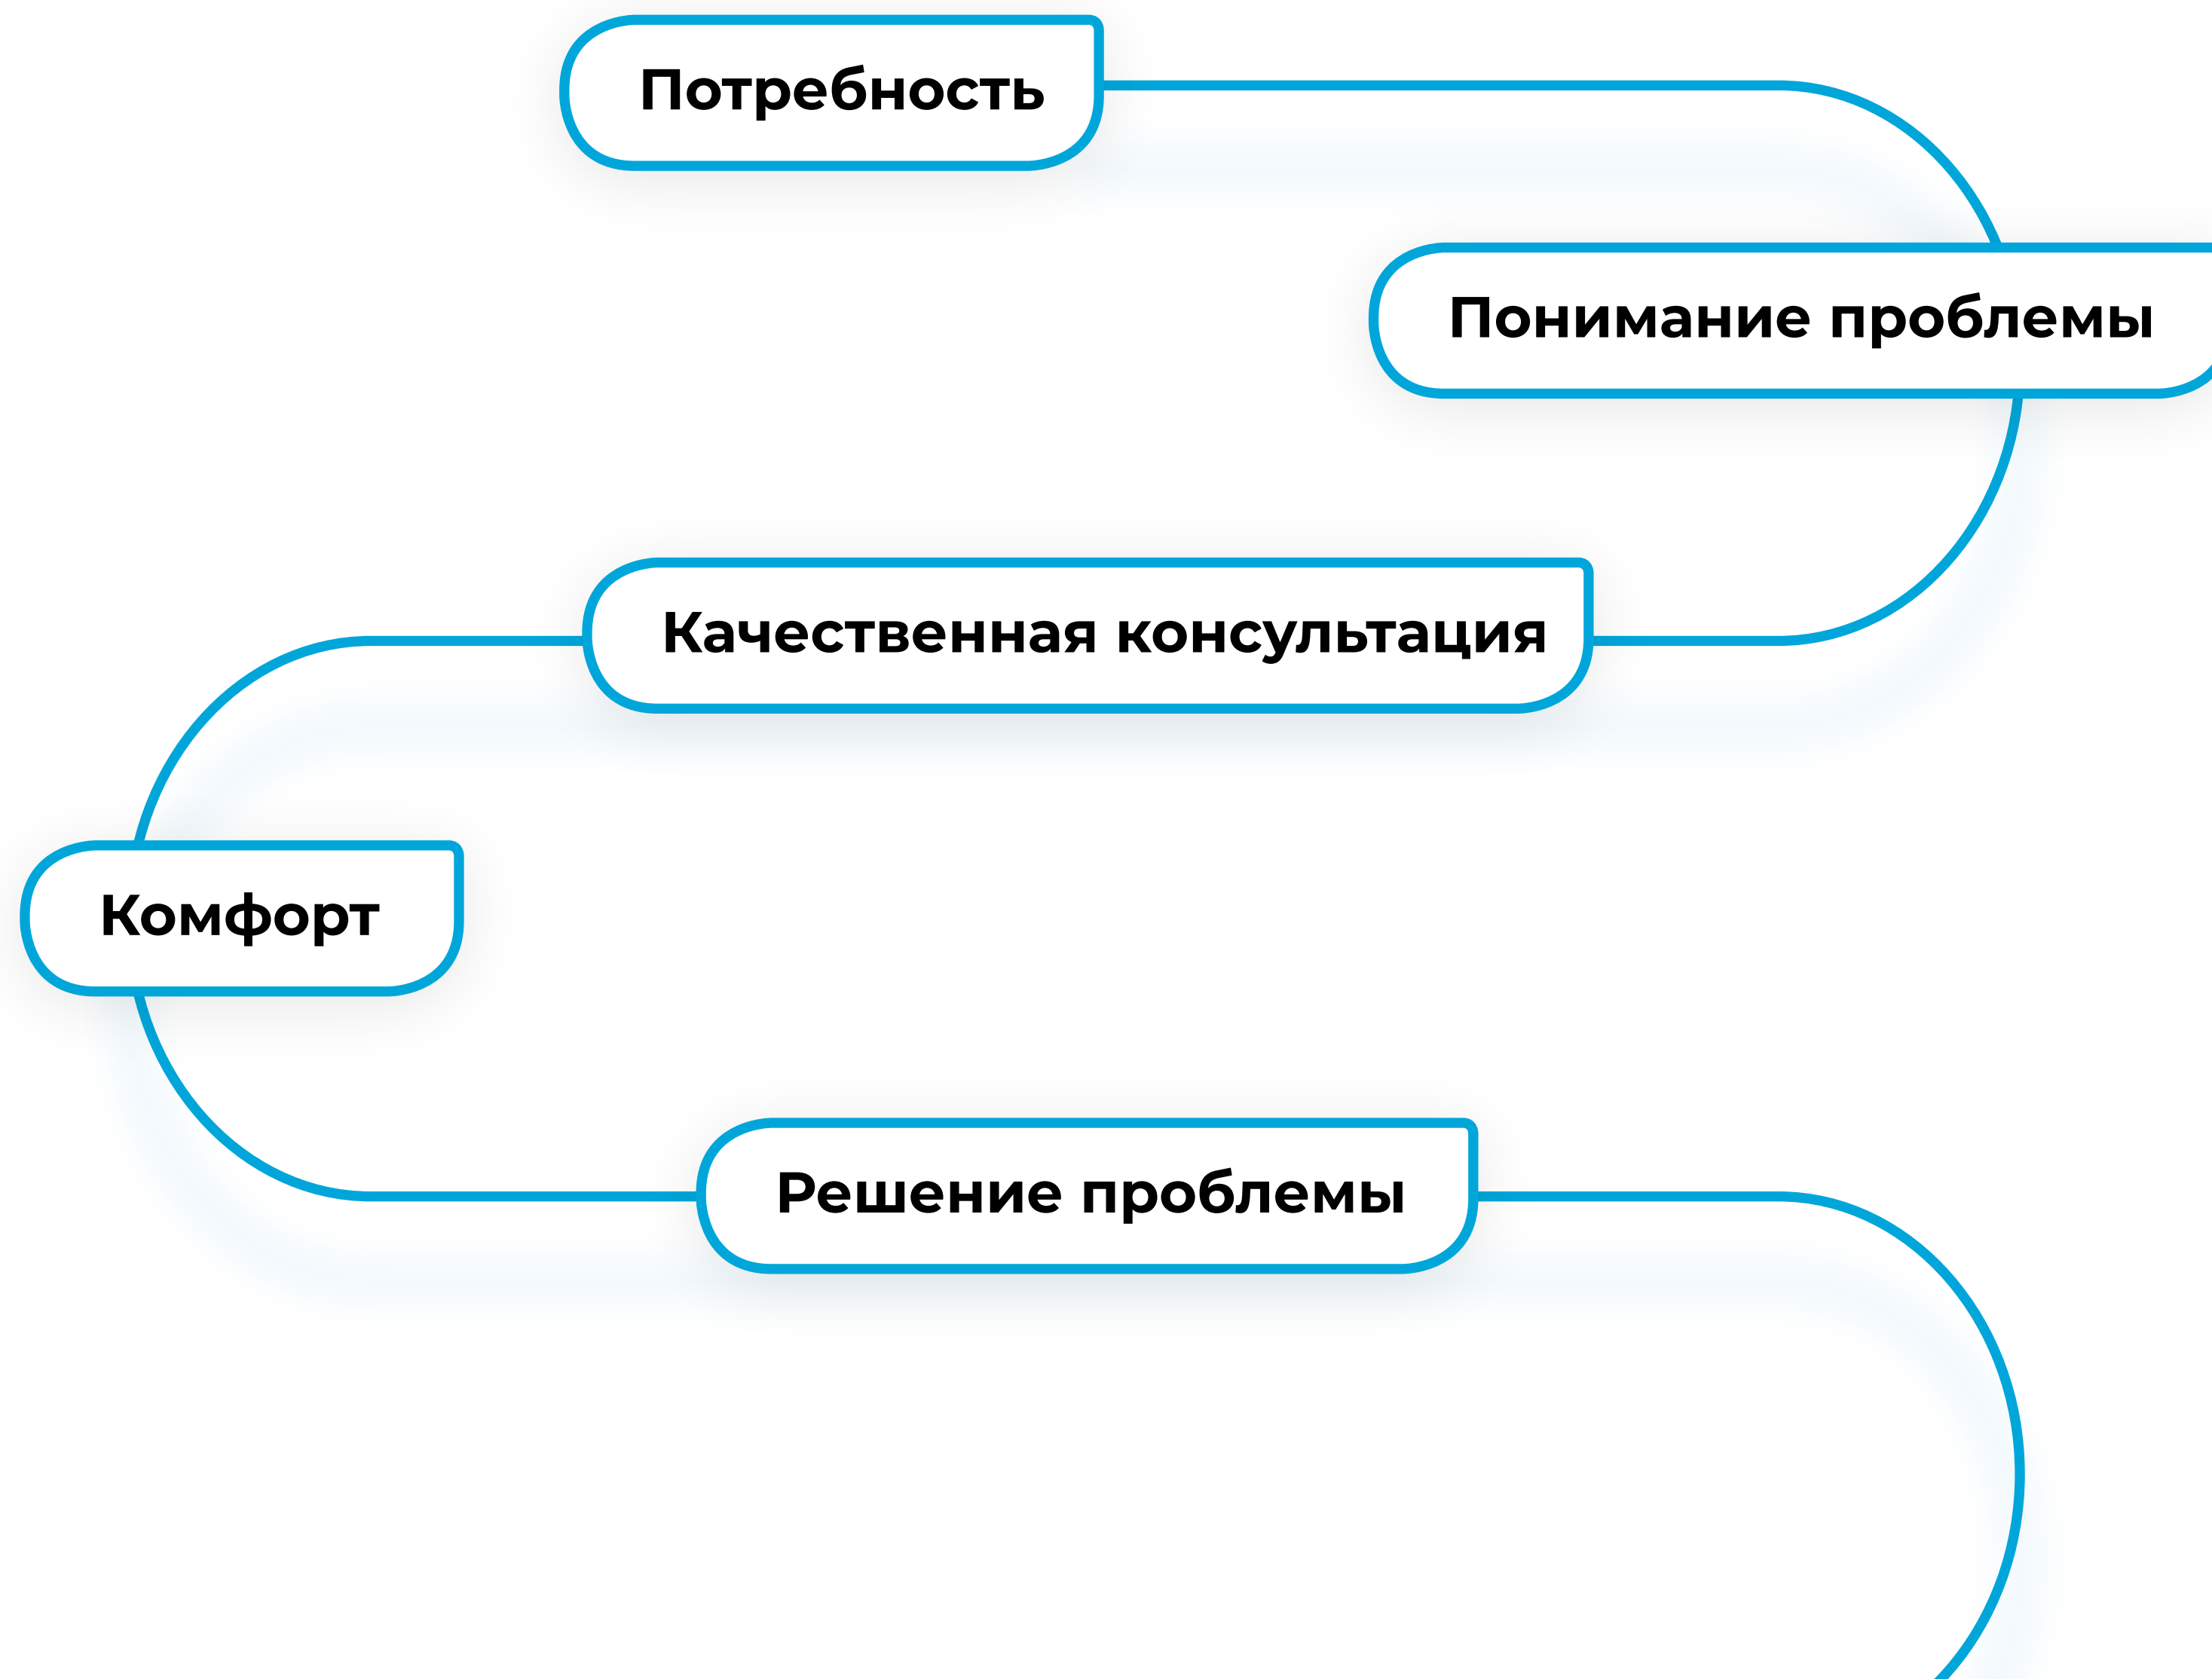 Потребность
Понимание проблемы
Качественная консультация
Комфорт
Решение проблемы